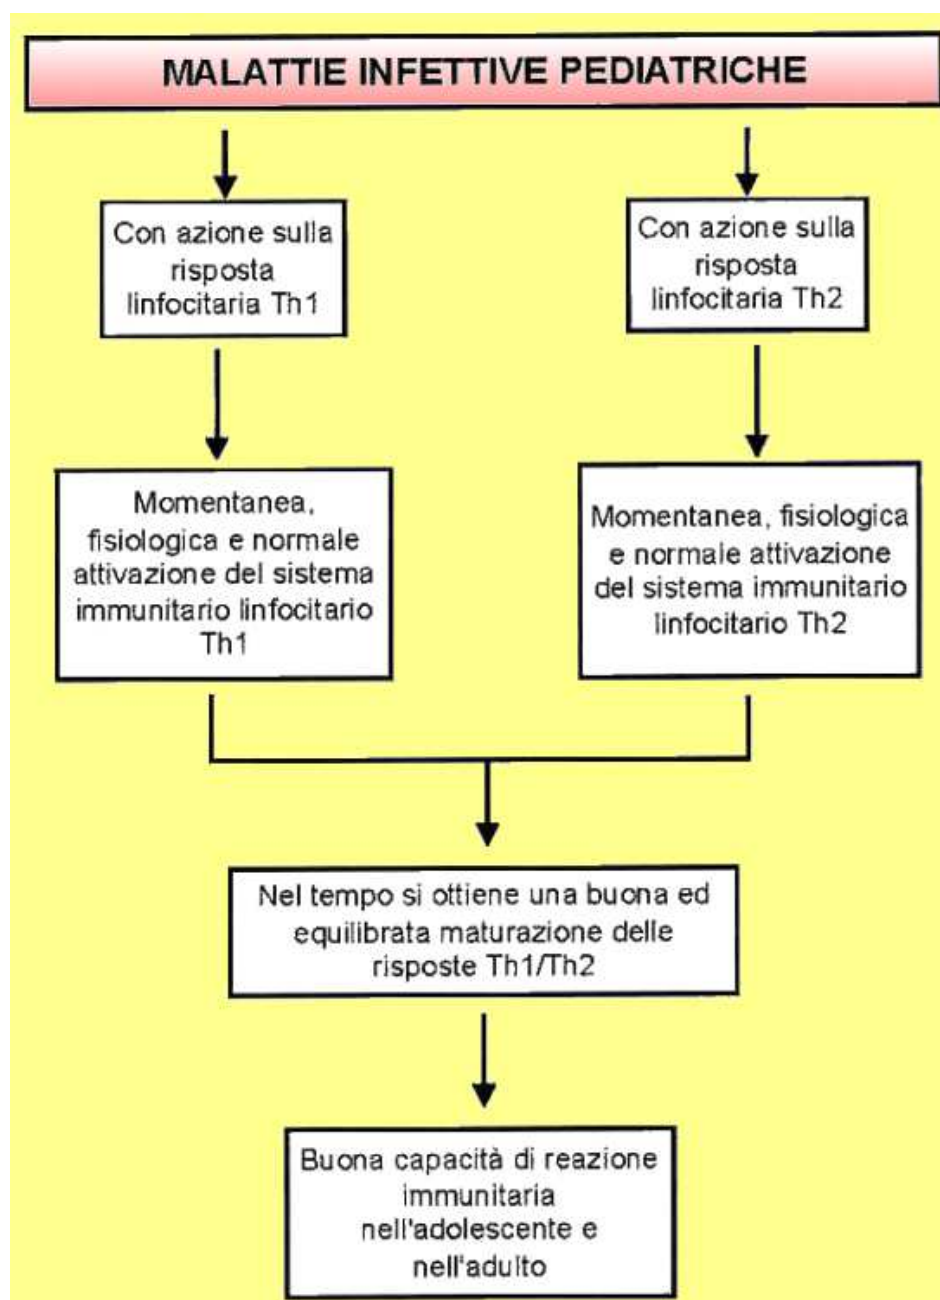 MALATTIE INFETTIVE PEDIATRICHE
Con azione sulla
risposta
linfocitaria Th1
Con azione sulla
risposta
linfocitaria Th2
Momentanea,
fisiologica e normale
attivazione del sistema
immunitario linfocitario
Th1
Momentanea, fisiologica
e normale attivazione
del sistema immunitario
linfocitario Th2
Nel tempo si ottiene una buona ed
equilibrata maturazione delle
risposte Th1/Th2
Buona capacità di reazione
immunitaria
nell'adolescente e
nell'adulto